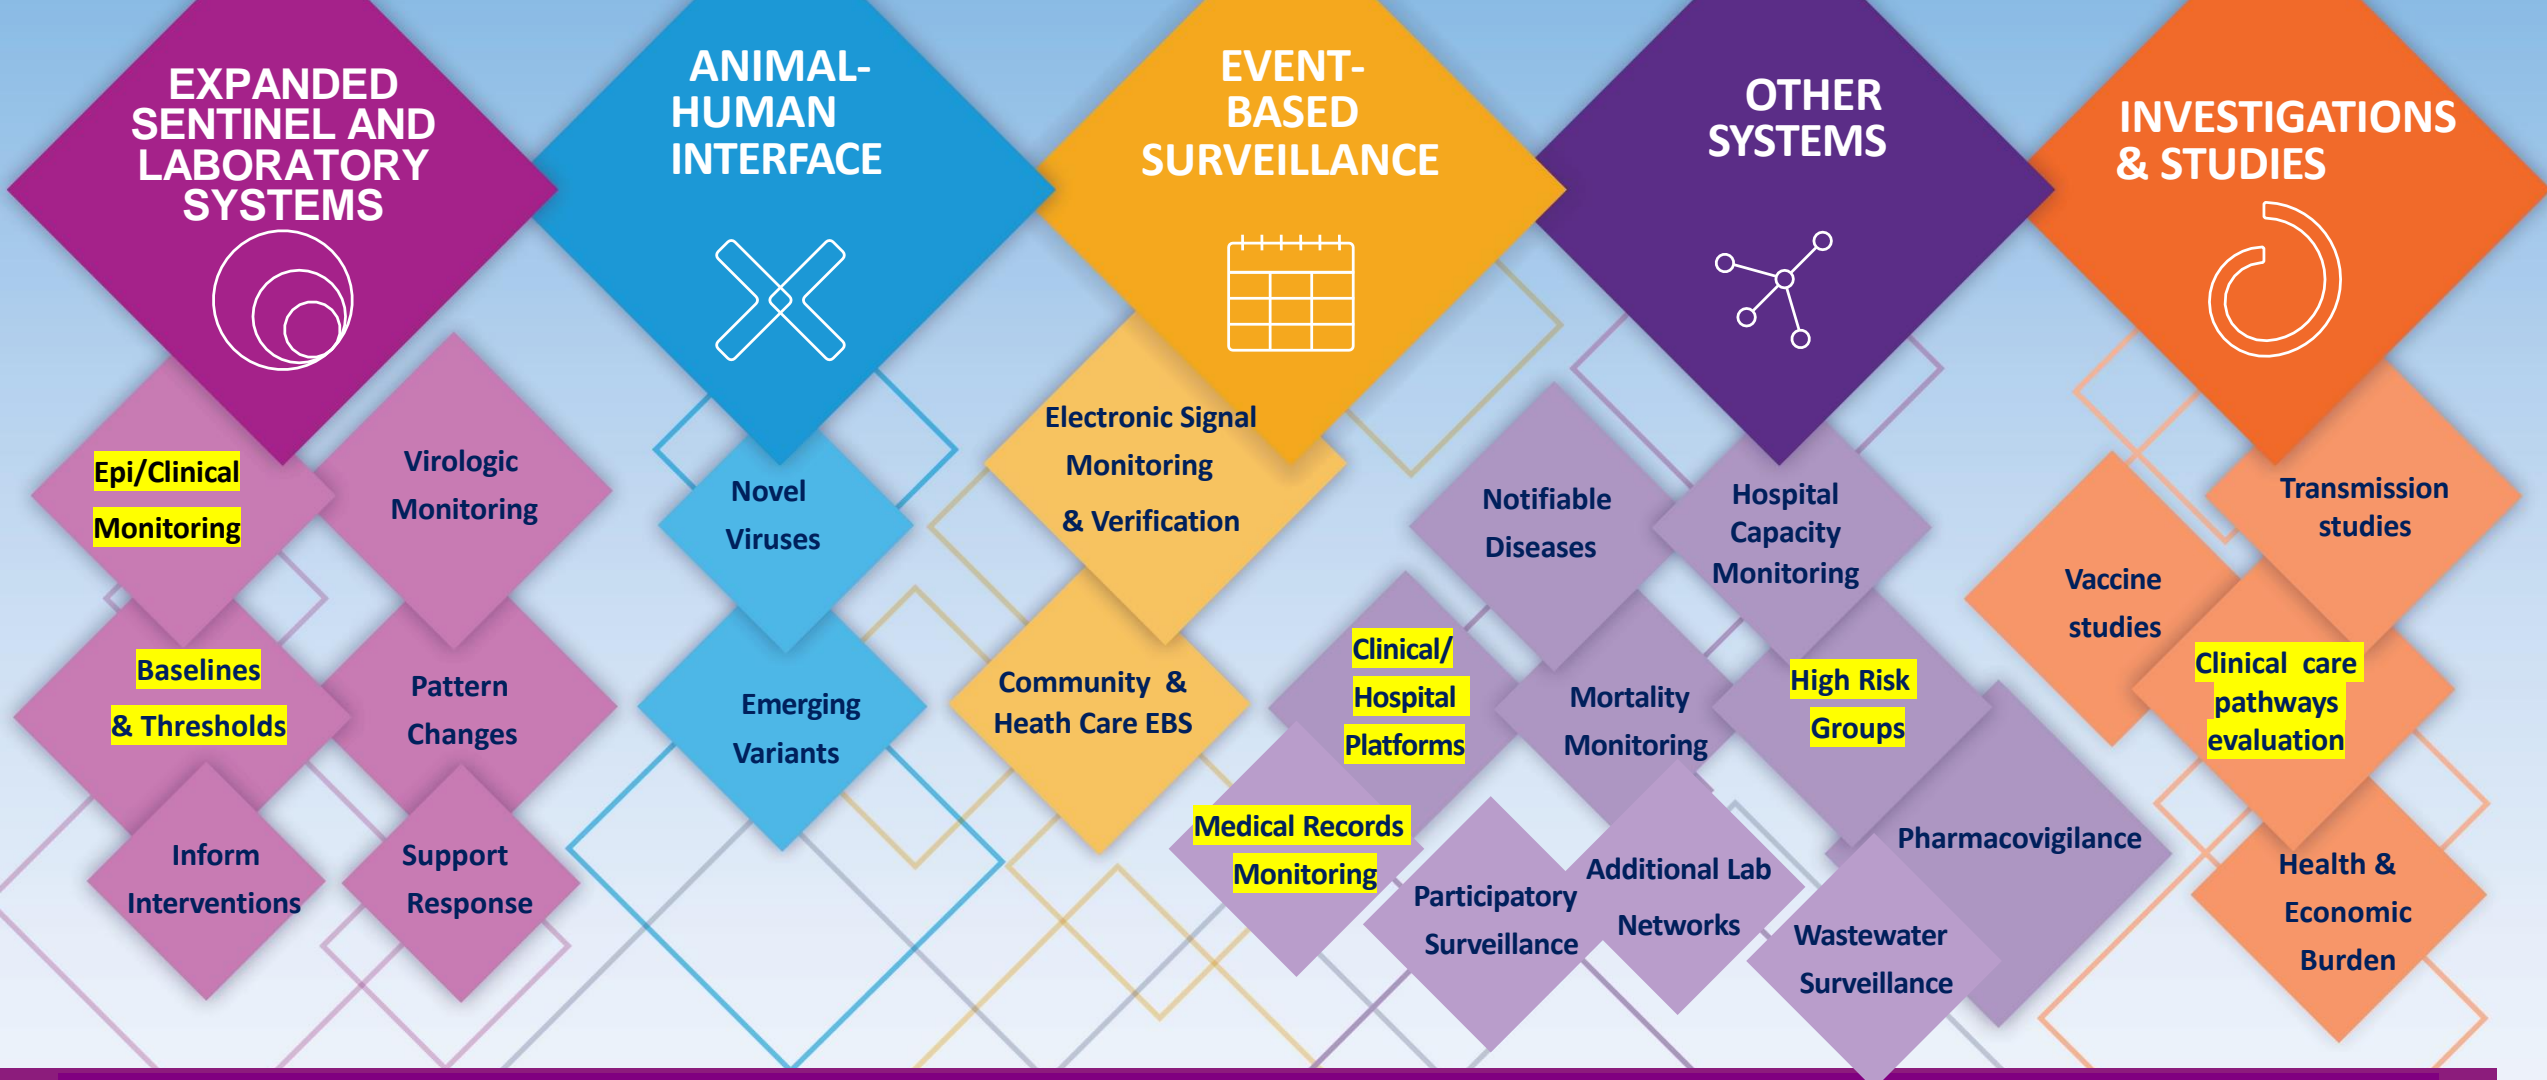 EXPANDED
SENTINEL AND
LABORATORY
SYSTEMS
ANIMAL-
HUMAN
INTERFACE
EVENT-
BASED
SURVEILLANCE
OTHER
SYSTEMS
INVESTIGATIONS
& STUDIES
Epi/Clinical
Monitoring
Virologic
Monitoring
Baselines
& Thresholds
Pattern
Changes
Inform
Interventions
Support
Response
Novel
Viruses
Emerging
Variants
Electronic Signal
Monitoring
& Verification
Community &
Heath Care EBS
Notifiable
Diseases
Hospital
Capacity
Monitoring
Clinical/
Hospital
Platforms
Mortality
Monitoring
High Risk
Groups
Medical Records
Monitoring
Participatory
Surveillance
Additional Lab
Networks
Pharmacovigilance
Wastewater
Surveillance
Transmission
studies
Vaccine
studies
Clinical care
pathways
evaluation
Health &
Economic
Burden